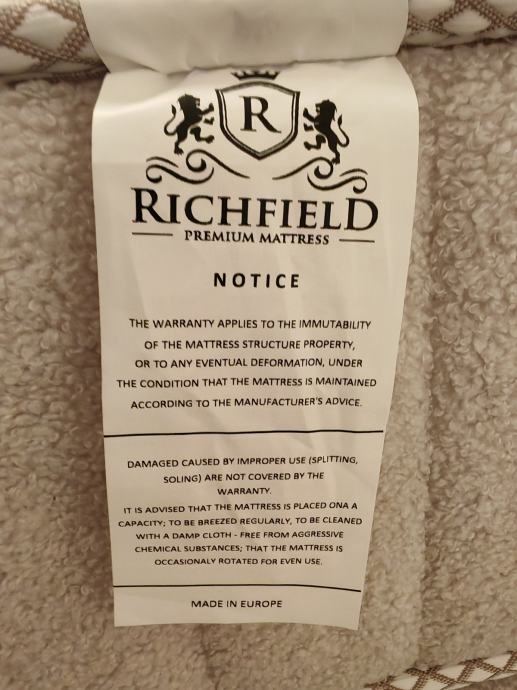 R
RICHFIELD
PREMIUM MATTRESS
NOTICE
THE WARRANTY APPLIES TO THE IMMUTABILITY
OF THE MATTRESS STRUCTURE PROPERTY,
OR TO ANY EVENTUAL DEFORMATION, UNDER
THE CONDITION THAT THE MATTRESS IS MAINTAINED
ACCORDING TO THE MANUFACTURER'S ADVICE.
DAMAGED CAUSED BY IMPROPER USE (SPLITTING,
SOLING) ARE NOT COVERED BY THE
WARRANTY.
IT IS ADVISED THAT THE MATTRESS IS PLACED ONA A
CAPACITY; TO BE BREEZED REGULARLY, TO BE CLEANED
WITH A DAMP CLOTH - FREE FROM AGGRESSIVE
CHEMICAL SUBSTANCES; THAT THE MATTRESS IS
OCCASIONALY ROTATED FOR EVEN USE.
MADE IN EUROPE